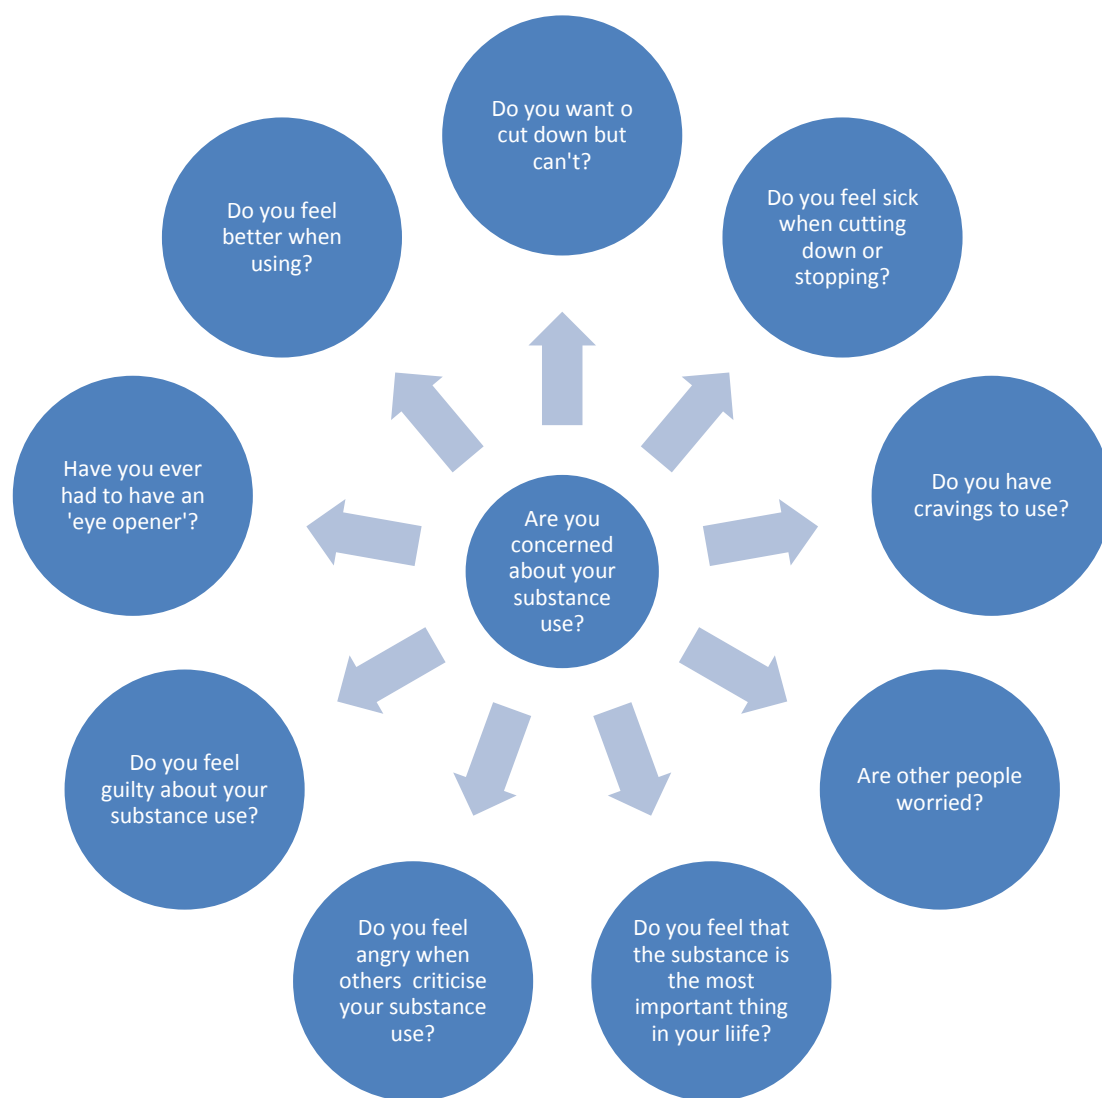 Do you want o
cut down but
can't?
Do you feel sick
when cutting
down or
stopping?
Do you have
cravings to use?
Are other people
worried?
Do you feel that
the substance is
the most
important thing
in your liife?
Do you feel
angry when
others  criticise
your substance
use?
Do you feel
guilty about your
substance use?
Have you ever
had to have an
'eye opener'?
Do you feel
better when
using?
Are you
concerned
about your
substance
use?